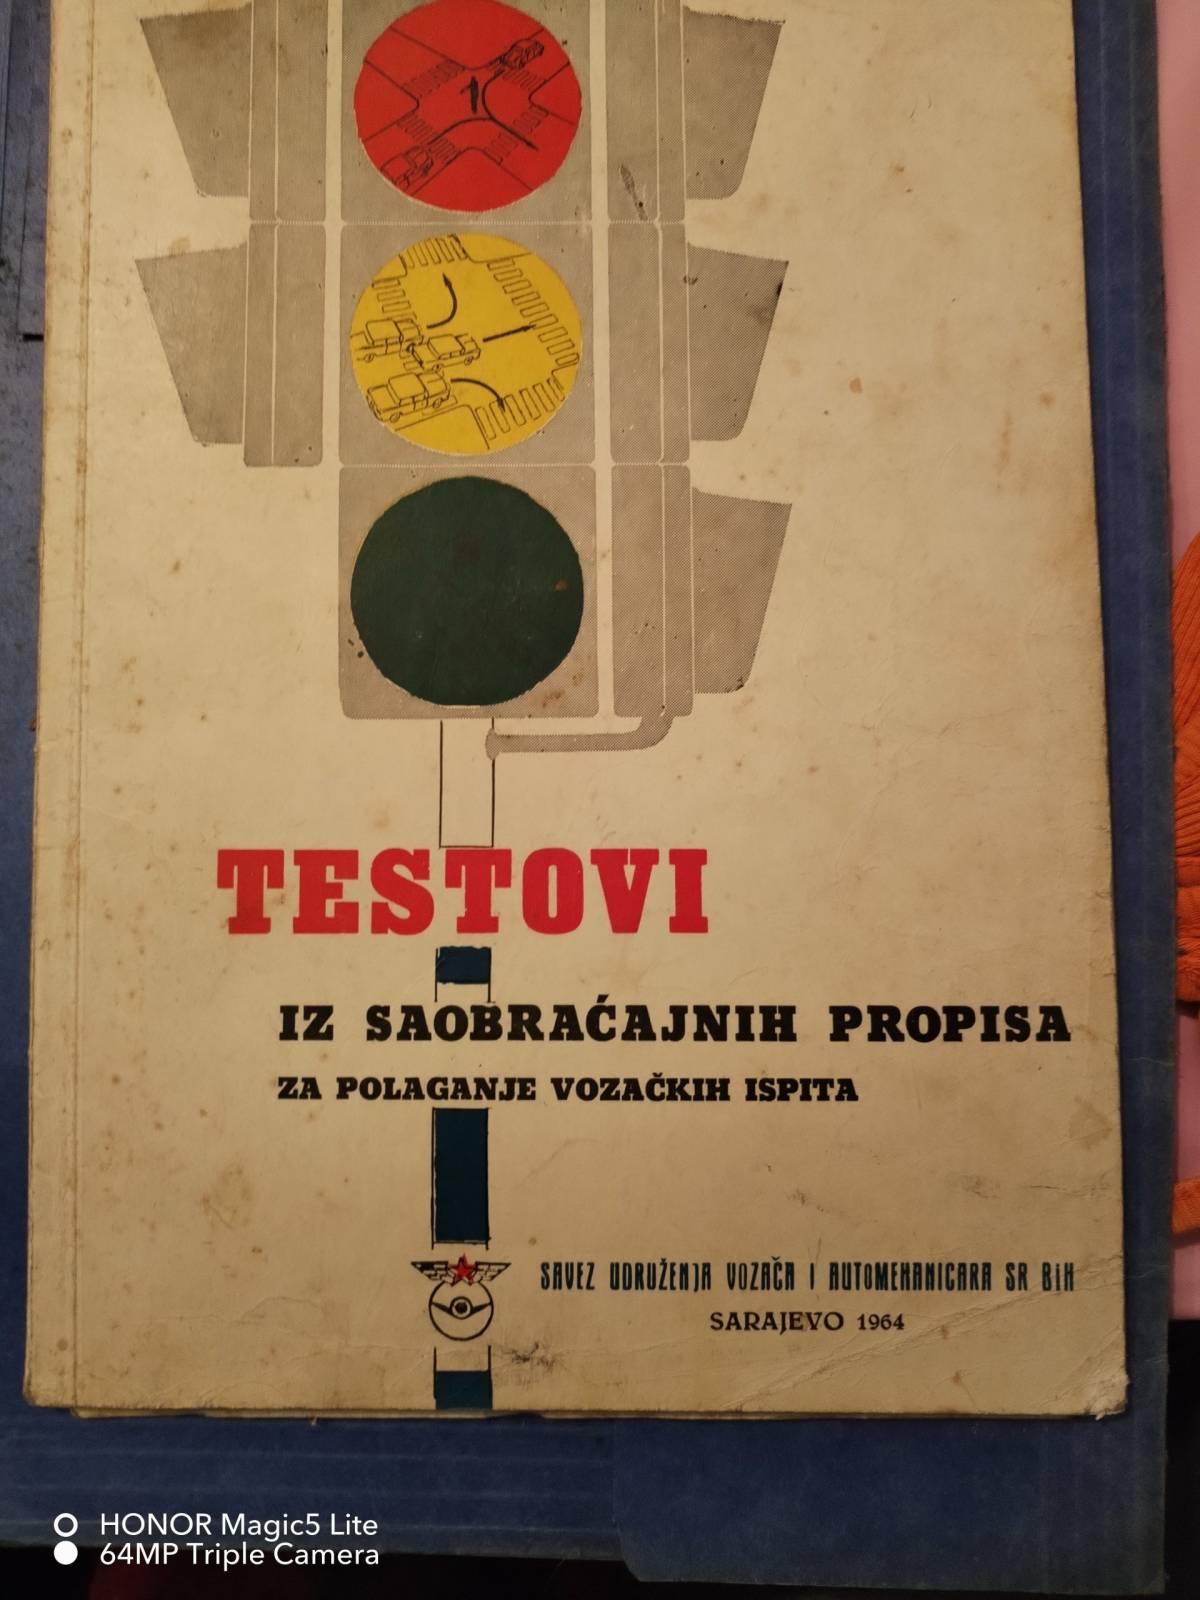 1
TESTOVI
IZ SAOBRAĆAJNIH PROPISA
ZA POLAGANJE VOZAČKIH ISPITA
SAVEZ UDRUŽENJA VOZAČA I AUTOMEHANIČARA SR BiH
SARAJEVO 1964
HONOR Magic5 Lite
64MP Triple Camera